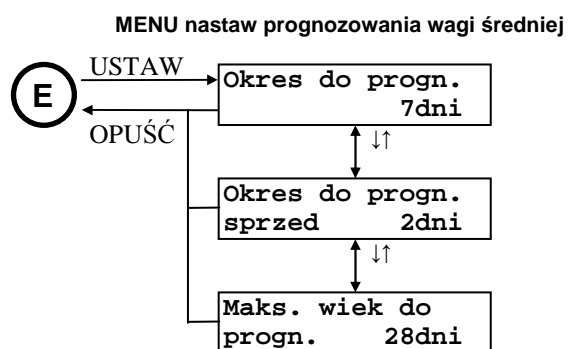 MENU nastaw prognozowania wagi średniej
USTAW
E
OPUŚĆ
Okres do progn.
7dni
↓↑
Okres do progn.
sprzed 2dni
↓↑
Maks. wiek do
progn. 28dni